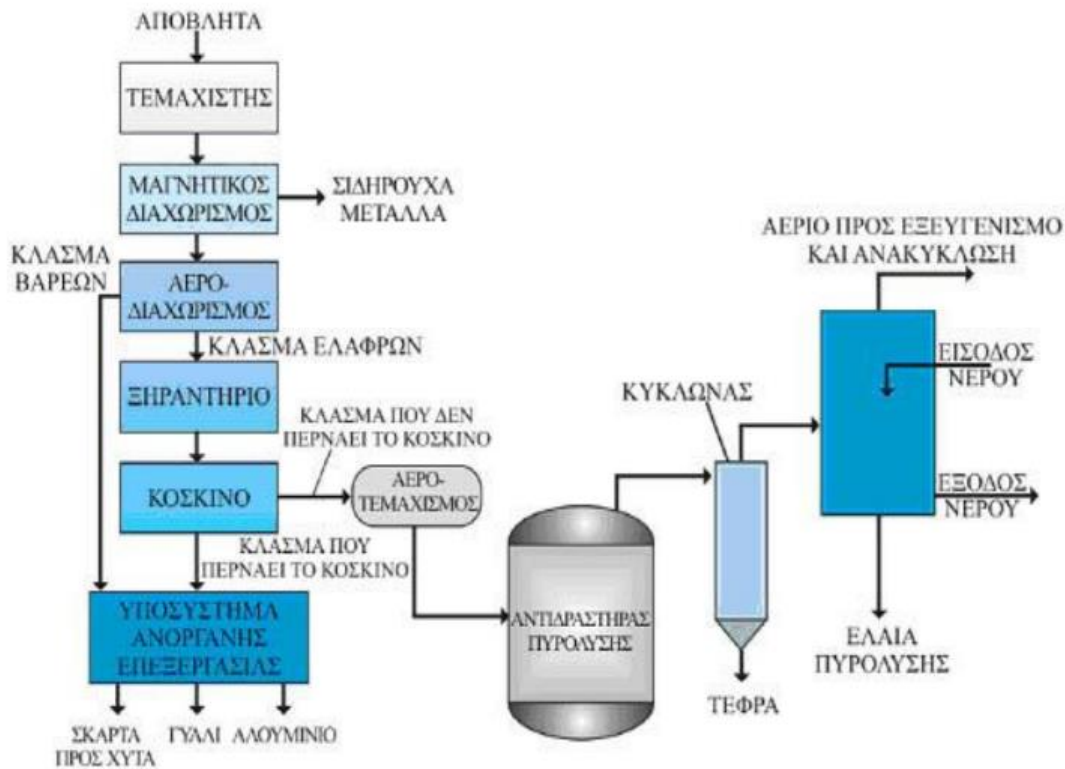 ΑΠΟΒΛΗΤΑ
ΤΕΜΑΧΙΣΤΗΣ
ΜΑΓΝΗΤΙΚΟΣ
ΔΙΑΧΩΡΙΣΜΟΣ
ΣΙΔΗΡΟΥΧΑ
ΜΕΤΑΛΛΑ
ΚΛΑΣΜΑ
ΒΑΡΕΩΝ
ΑΕΡΟ-
ΔΙΑΧΩΡΙΣΜΟΣ
ΚΛΑΣΜΑ ΕΛΑΦΡΩΝ
ΞΗΡΑΝΤΗΡΙΟ
ΚΛΑΣΜΑ ΠΟΥ ΔΕΝ
ΠΕΡΝΑΕΙ ΤΟ ΚΟΣΚΙΝΟ
ΚΟΣΚΙΝΟ
ΑΕΡΟ-
ΤΕΜΑΧΙΣΜΟΣ
ΚΛΑΣΜΑ ΠΟΥ
ΠΕΡΝΑΕΙ ΤΟ ΚΟΣΚΙΝΟ
ΥΠΟΣΥΣΤΗΜΑ
ΑΝΟΡΓΑΝΗΣ
ΕΠΕΞΕΡΓΑΣΙΑΣ
ΣΚΑΡΤΑ
ΠΡΟΣ ΧΥΤΑ
ΓΥΑΛΛΙ
ΑΛΟΥΜΙΝΙΟ
ΑΝΤΙΔΡΑΣΤΗΡΑΣ
ΠΥΡΟΛΥΣΗΣ
ΚΥΚΛΩΝΑΣ
ΤΕΦΡΑ
ΑΕΡΙΟ ΠΡΟΣ ΕΞΕΥΓΕΝΙΣΜΟ
ΚΑΙ ΑΝΑΚΥΚΛΩΣΗ
ΕΙΣΟΔΟΣ
ΝΕΡΟΥ
ΕΞΟΔΟΣ
ΝΕΡΟΥ
ΕΛΑΙΑ
ΠΥΡΟΛΥΣΗΣ